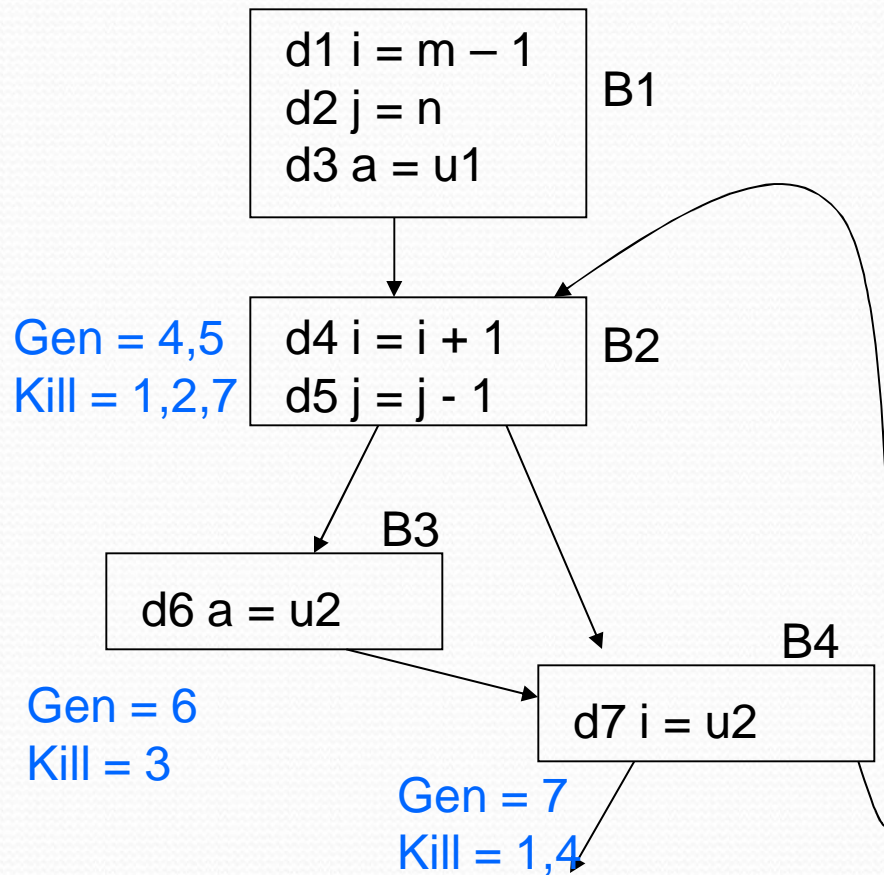 d1 i = m – 1
d2 j = n
d3 a = u1
B1
Gen = 4,5
Kill = 1,2,7
d4 i = i + 1
d5 j = j - 1
B2
B3
d6 a = u2
Gen = 6
Kill = 3
B4
d7 i = u2
Gen = 7
Kill = 1,4